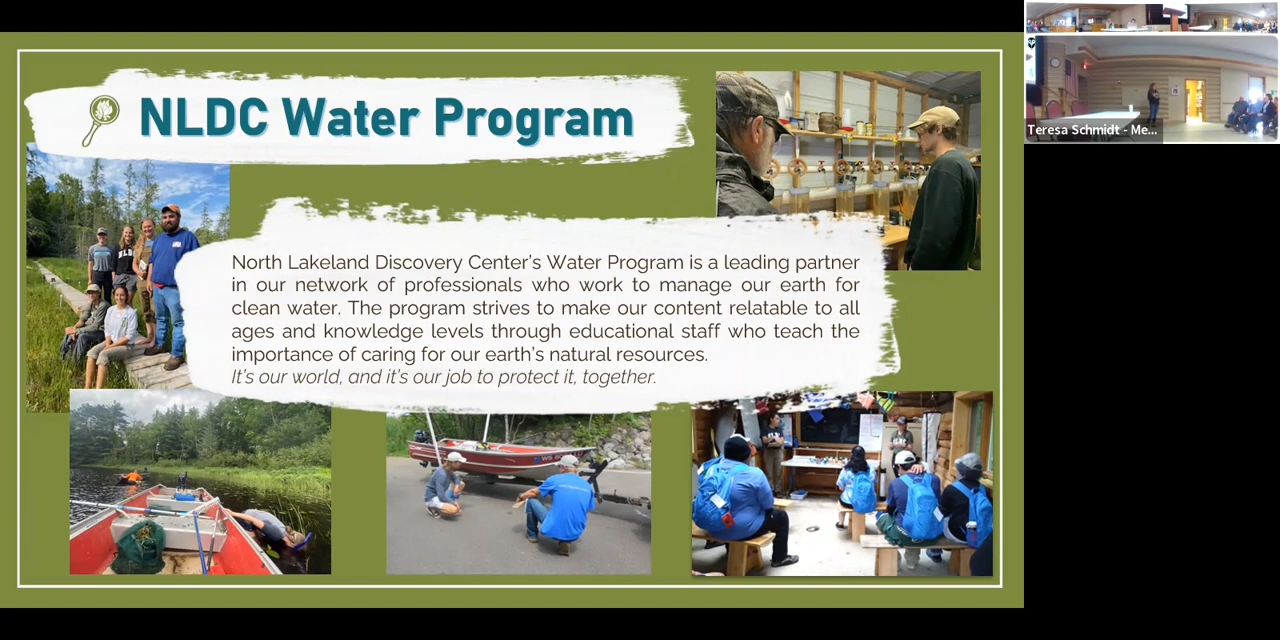 NLDC Water Program
North Lakeland Discovery Center's Water Program is a leading partner
in our network of professionals who work to manage our earth for
clean water. The program strives to make our content relatable to all
ages and knowledge levels through educational staff who teach the
importance of caring for our earth's natural resources.
It's our world, and it's our job to protect it, together.
Teresa Schmidt - Me...